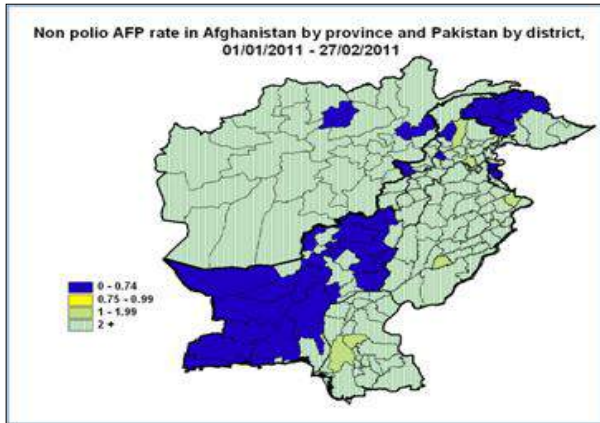 Non polio AFP rate in Afghanistan by province and Pakistan by district,
01/01/2011 - 27/02/2011
0 - 0.74
0.75 - 0.99
1 - 1.99
2 +